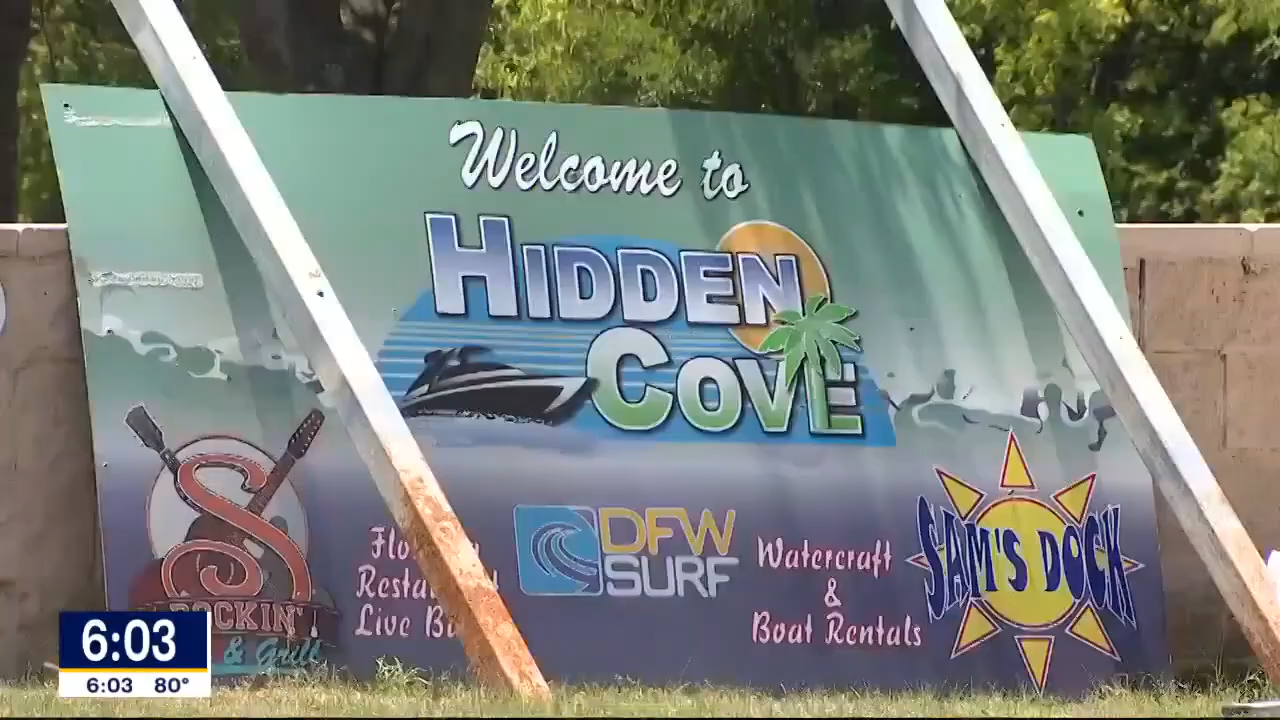 Welcome to
HIDDEN
COVE
S
ROCKIN'
& Grill
Live
DFW
SURF
Watercraft
&
Boat Rentals
SAM'S DOCK
6:03
6:03 80°